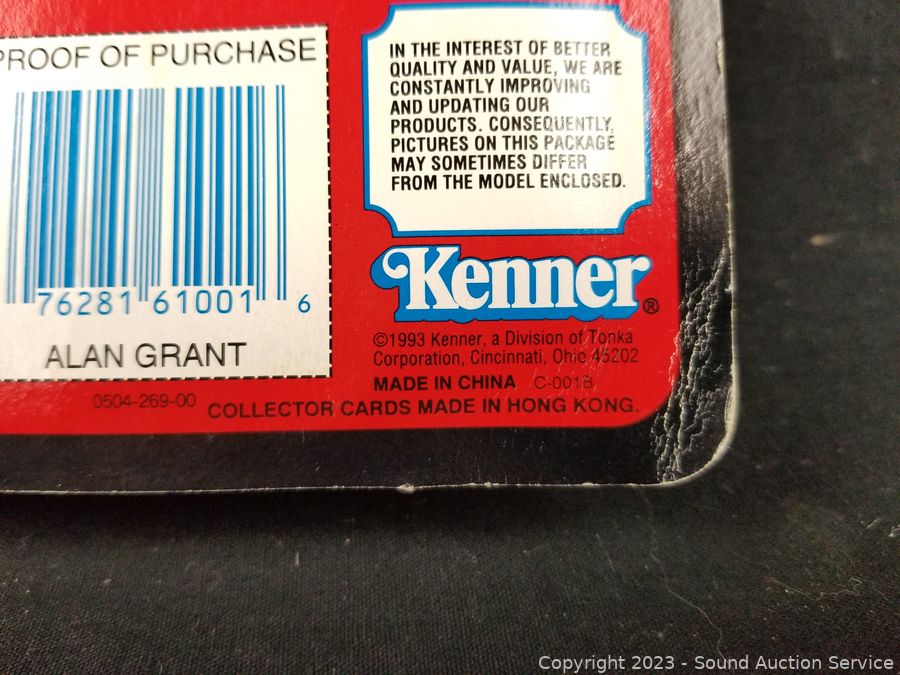 PROOF OF PURCHASE
76281 61001 6
ALAN GRANT
0504-269-00
IN THE INTEREST OF BETTER
QUALITY AND VALUE, WE ARE
CONSTANTLY IMPROVING
AND UPDATING OUR
PRODUCTS. CONSEQUENTLY,
PICTURES ON THIS PACKAGE
MAY SOMETIMES DIFFER
FROM THE MODEL ENCLOSED.
Kenner®
©1993 Kenner, a Division of Tonka
Corporation, Cincinnati, Ohio 45202
MADE IN CHINA C-001B
COLLECTOR CARDS MADE IN HONG KONG.
Copyright 2023 - Sound Auction Service